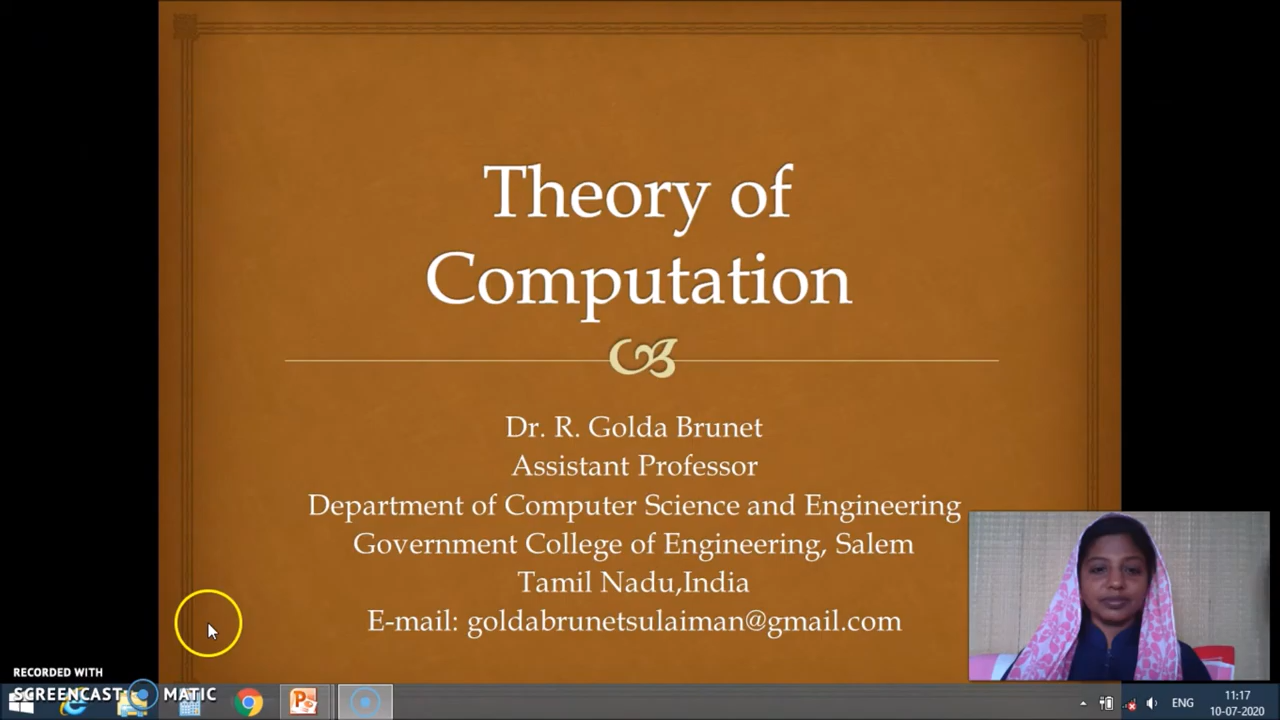 Theory of
Computation
Dr. R. Golda Brunet
Assistant Professor
Department of Computer Science and Engineering
Government College of Engineering, Salem
Tamil Nadu,India
E-mail: goldabrunetsulaiman@gmail.com
RECORDED WITH
SCREENCAST MATIC
ENG
11:17
10-07-2020